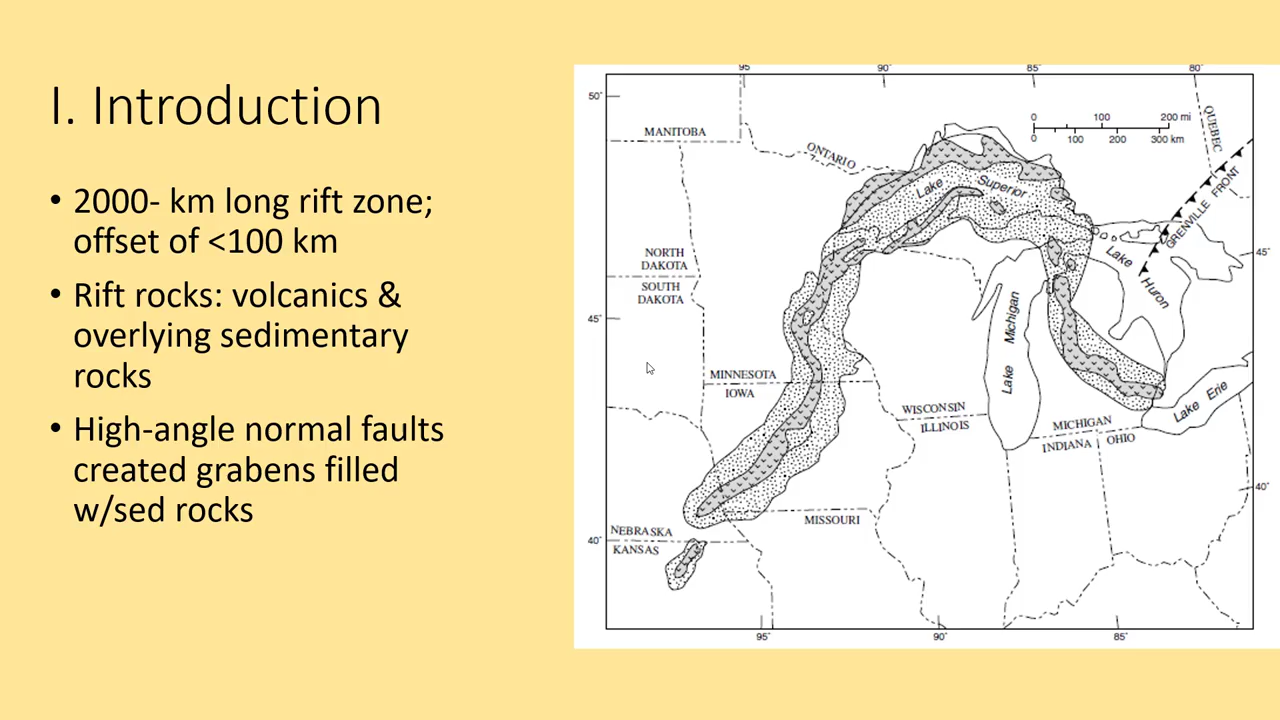 I. Introduction
• 2000- km long rift zone;
offset of <100 km
• Rift rocks: volcanics &
overlying sedimentary
rocks
• High-angle normal faults
created grabens filled
w/sed rocks
95° 90° 85° 80°
50°
MANITOBA
ONTARIO
QUEBEC
0 100 200 mi
0 100 200 300 km
Lake Superior
GRENVILLE FRONT
NORTH
DAKOTA
SOUTH
DAKOTA
45°
45°
Lake Huron
Lake Michigan
MINNESOTA
IOWA
WISCONSIN
ILLINOIS
MICHIGAN
INDIANA OHIO
Lake Erie
40°
MISSOURI
NEBRASKA
KANSAS
40°
95° 90° 85°